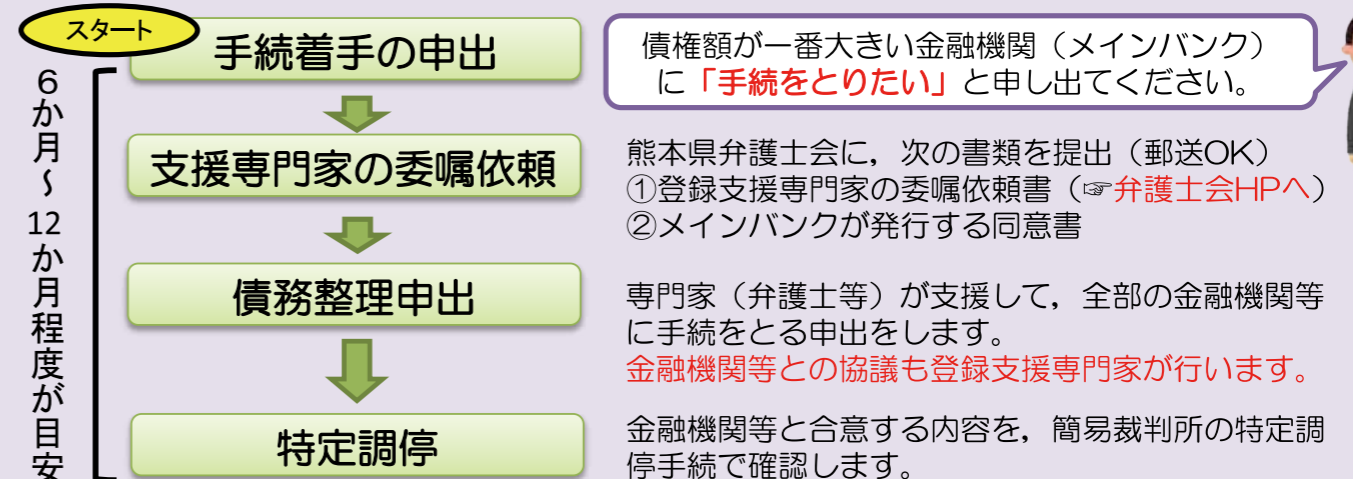 スタート
手続着手の申出
債権額が一番大きい金融機関（メインバンク）
に「手続をとりたい」と申し出てください。
6か月〜12か月程度が目安
支援専門家の委嘱依頼
熊本県弁護士会に，次の書類を提出（郵送OK）
①登録支援専門家の委嘱依頼書（☞弁護士会HPへ）
②メインバンクが発行する同意書
債務整理申出
専門家（弁護士等）が支援して，全部の金融機関等
に手続をとる申出をします。
金融機関等との協議も登録支援専門家が行います。
特定調停
金融機関等と合意する内容を，簡易裁判所の特定調
停手続で確認します。